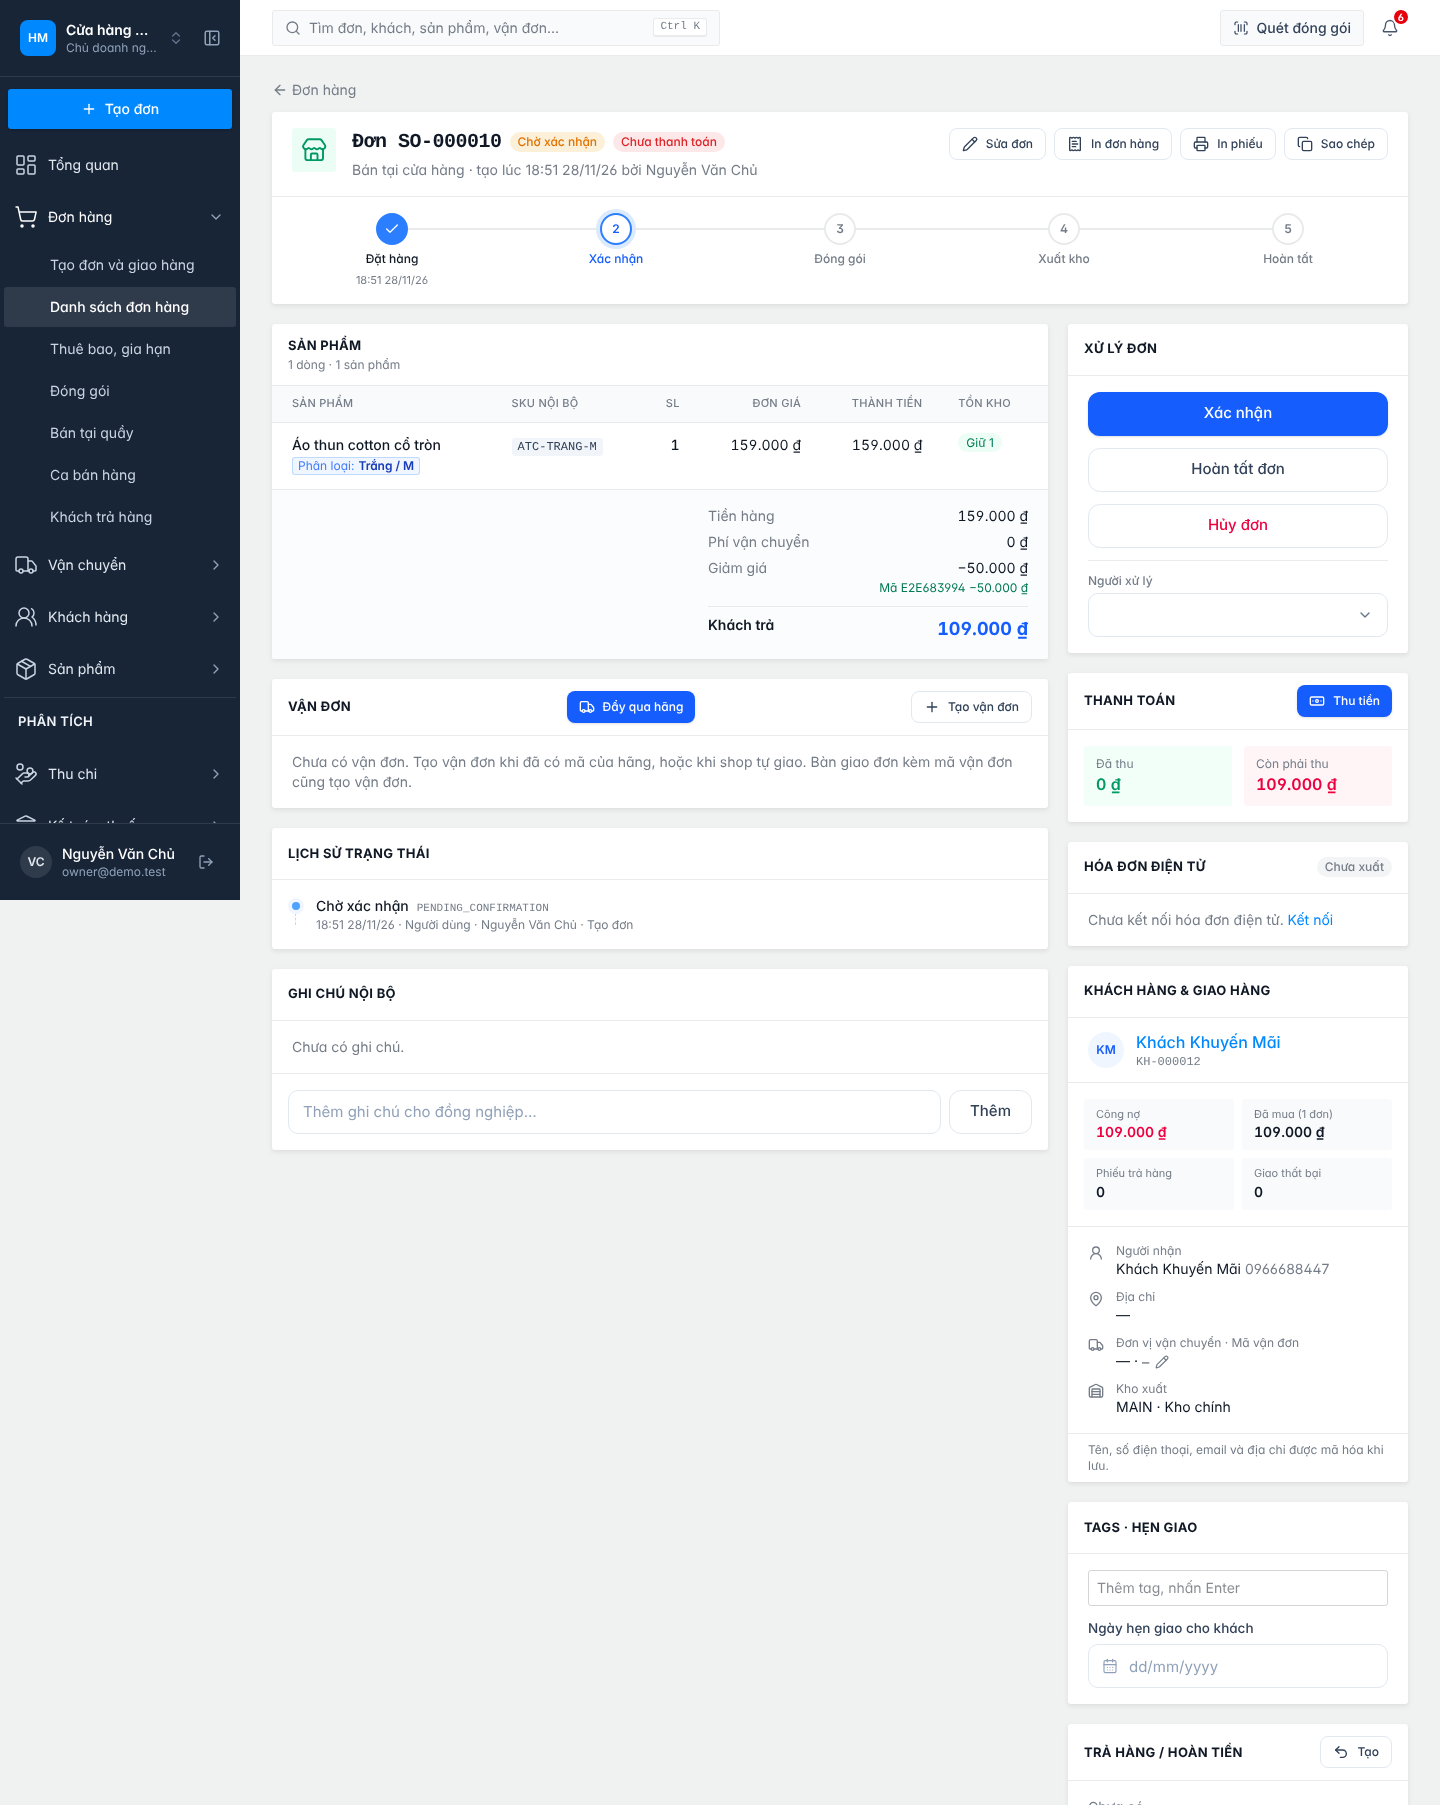 HM
Cửa hàng ...
Chủ doanh ng...
Tạo đơn
Tổng quan
Đơn hàng
Tạo đơn và giao hàng
Danh sách đơn hàng
Thuê bao, gia hạn
Đóng gói
Bán tại quầy
Ca bán hàng
Khách trả hàng
Vận chuyển
Khách hàng
Sản phẩm
PHÂN TÍCH
Thu chi
VC
Nguyễn Văn Chủ
owner@demo.test
Tìm đơn, khách, sản phẩm, vận đơn...
Ctrl K
Quét đóng gói
6
Đơn hàng
Đơn SO-000010
Chờ xác nhận
Chưa thanh toán
Bán tại cửa hàng · tạo lúc 18:51 28/11/26 bởi Nguyễn Văn Chủ
Sửa đơn
In đơn hàng
In phiếu
Sao chép
2
3
4
5
Đặt hàng
Xác nhận
Đóng gói
Xuất kho
Hoàn tất
18:51 28/11/26
SẢN PHẨM
1 dòng · 1 sản phẩm
SẢN PHẨM
SKU NỘI BỘ
SL
ĐƠN GIÁ
THÀNH TIỀN
TỒN KHO
Áo thun cotton cổ tròn
ATC-TRANG-M
1
159.000 ₫
159.000 ₫
Giữ 1
Phân loại: Trắng / M
Tiền hàng
159.000 ₫
Phí vận chuyển
0 ₫
Giảm giá
−50.000 ₫
Mã E2E683994 −50.000 ₫
Khách trả
109.000 ₫
VẬN ĐƠN
Đẩy qua hãng
Tạo vận đơn
Chưa có vận đơn. Tạo vận đơn khi đã có mã của hãng, hoặc khi shop tự giao. Bàn giao đơn kèm mã vận đơn
cũng tạo vận đơn.
LỊCH SỬ TRẠNG THÁI
Chờ xác nhận PENDING_CONFIRMATION
18:51 28/11/26 · Người dùng · Nguyễn Văn Chủ · Tạo đơn
GHI CHÚ NỘI BỘ
Chưa có ghi chú.
Thêm ghi chú cho đồng nghiệp...
Thêm
XỬ LÝ ĐƠN
Xác nhận
Hoàn tất đơn
Hủy đơn
Người xử lý
THANH TOÁN
Thu tiền
Đã thu
0 ₫
Còn phải thu
109.000 ₫
HÓA ĐƠN ĐIỆN TỬ
Chưa xuất
Chưa kết nối hóa đơn điện tử. Kết nối
KHÁCH HÀNG & GIAO HÀNG
KM
Khách Khuyến Mãi
KH-000012
Công nợ
109.000 ₫
Đã mua (1 đơn)
109.000 ₫
Phiếu trả hàng
0
Giao thất bại
0
Người nhận
Khách Khuyến Mãi 0966688447
Địa chỉ
—
Đơn vị vận chuyển · Mã vận đơn
— · –
Kho xuất
MAIN · Kho chính
Tên, số điện thoại, email và địa chỉ được mã hóa khi
lưu.
TAGS · HẸN GIAO
Thêm tag, nhấn Enter
Ngày hẹn giao cho khách
dd/mm/yyyy
TRẢ HÀNG / HOÀN TIỀN
Tạo